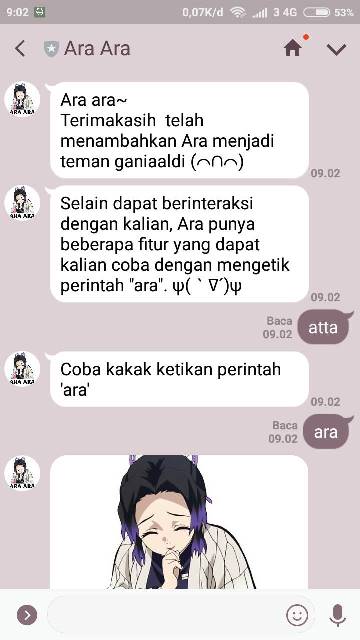 9:02 0,07K/d 3 4G 53%
Ara Ara
Ara ara~
Terimakasih telah
menambahkan Ara menjadi
teman ganiaaldi (⌒∩⌒)
09.02
Selain dapat berinteraksi
dengan kalian, Ara punya
beberapa fitur yang dapat
kalian coba dengan mengetik
perintah "ara". ψ( ` ∇´)ψ
09.02
Baca
09.02 atta
Coba kakak ketikan perintah
'ara'
09.02
Baca
09.02 ara
ARA ARA
ARA ARA
ARA ARA
ARA ARA